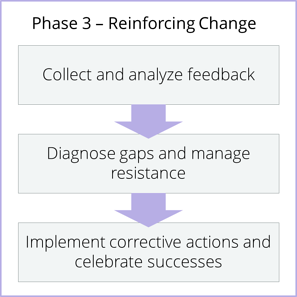 Phase 3 – Reinforcing Change
Collect and analyze feedback
Diagnose gaps and manage
resistance
Implement corrective actions and
celebrate successes